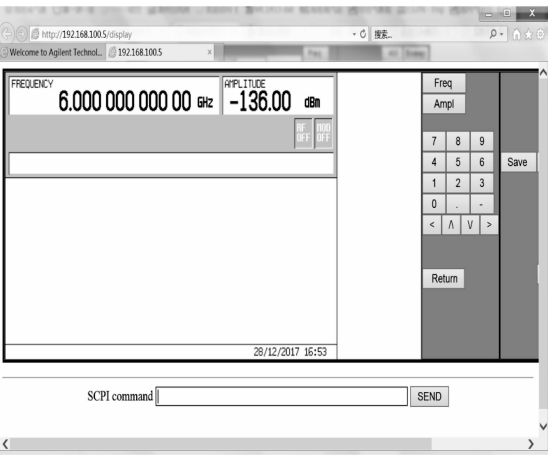 http://192.168.100.5/display
搜索...
Welcome to Agilent Technol...
192.168.100.5
×
FREQUENCY
6.000 000 000 00 GHz
AMPLITUDE
-136.00 dBm
RF OFF
MOD OFF
28/12/2017 16:53
Freq
Ampl
7 8 9
4 5 6
1 2 3
0 . -
< Λ V >
Save
Return
SCPI command
SEND